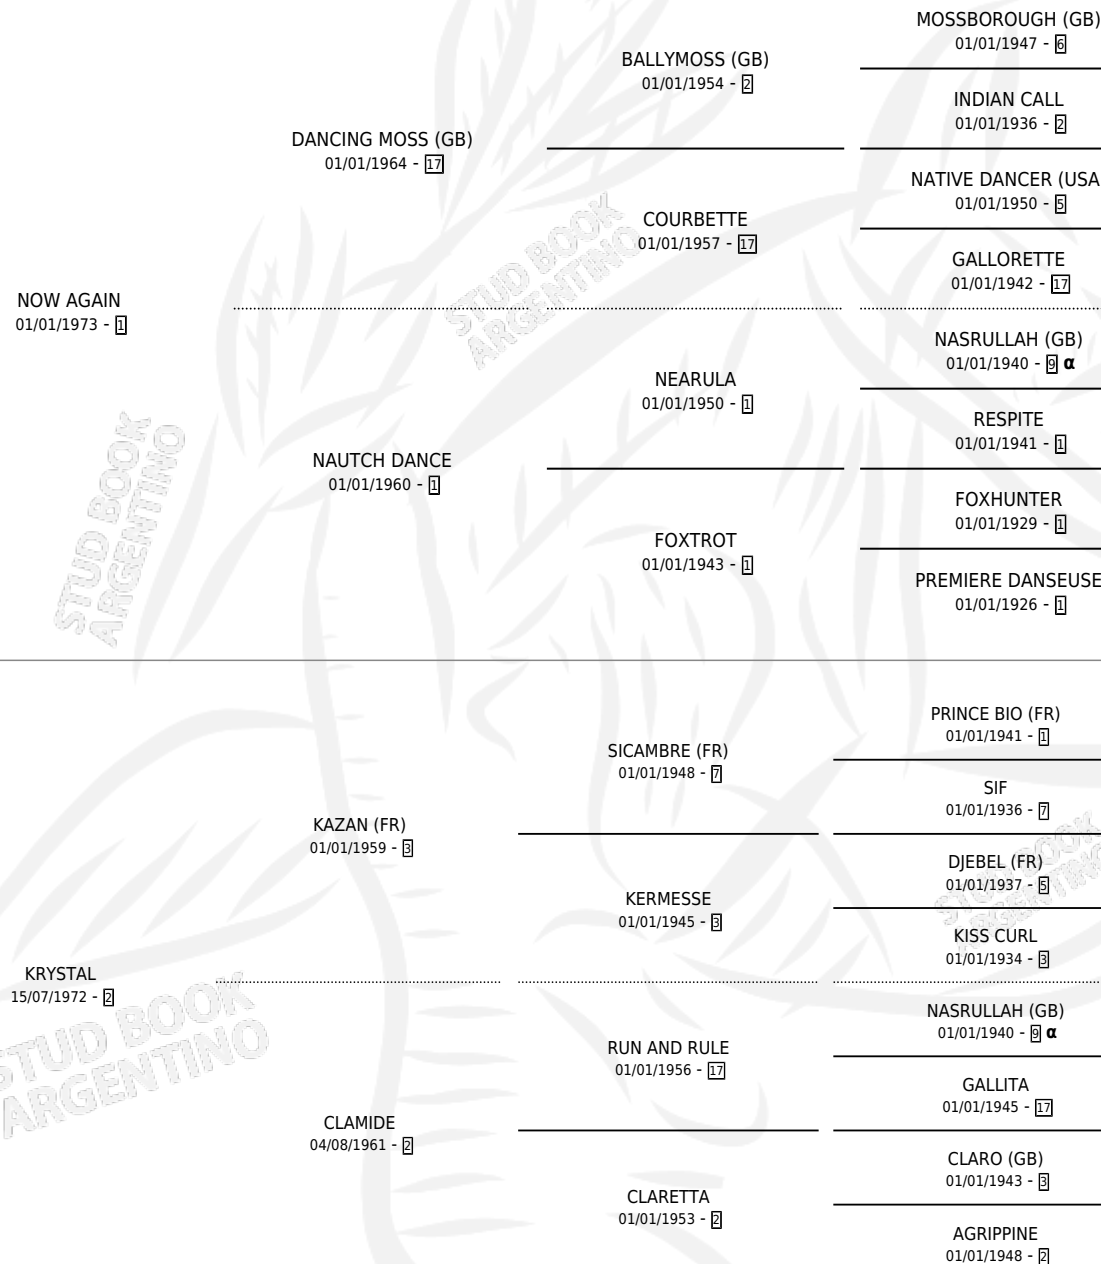 MOSSBOROUGH (GB)
01/01/1947 - 6
BALLYMOSS (GB)
01/01/1954 - 2
INDIAN CALL
01/01/1936 - 2
DANCING MOSS (GB)
01/01/1964 - 17
NATIVE DANCER (USA
01/01/1950 - 5
COURBETTE
01/01/1957 - 17
GALLORETTE
01/01/1942 - 17
NOW AGAIN
01/01/1973 - 1
NASRULLAH (GB)
01/01/1940 - 9 α
NEARULA
01/01/1950 - 1
RESPITE
01/01/1941 - 1
NAUTCH DANCE
01/01/1960 - 1
FOXHUNTER
01/01/1929 - 1
FOXTROT
01/01/1943 - 1
PREMIERE DANSEUSE
01/01/1926 - 1
PRINCE BIO (FR)
01/01/1941 - 1
SICAMBRE (FR)
01/01/1948 - 7
SIF
01/01/1936 - 7
KAZAN (FR)
01/01/1959 - 3
DJEBEL (FR)
01/01/1937 - 5
KERMESSE
01/01/1945 - 3
KISS CURL
01/01/1934 - 3
KRYSTAL
15/07/1972 - 2
NASRULLAH (GB)
01/01/1940 - 9 α
RUN AND RULE
01/01/1956 - 17
GALLITA
01/01/1945 - 17
CLAMIDE
04/08/1961 - 2
CLARO (GB)
01/01/1943 - 3
CLARETTA
01/01/1953 - 2
AGRIPPINE
01/01/1948 - 2
STUD BOOK
ARGENTINO
STUD BOOK
ARGENTINO
STUD BOOK
ARGENTINO
STUD BOOK
ARGENTINO